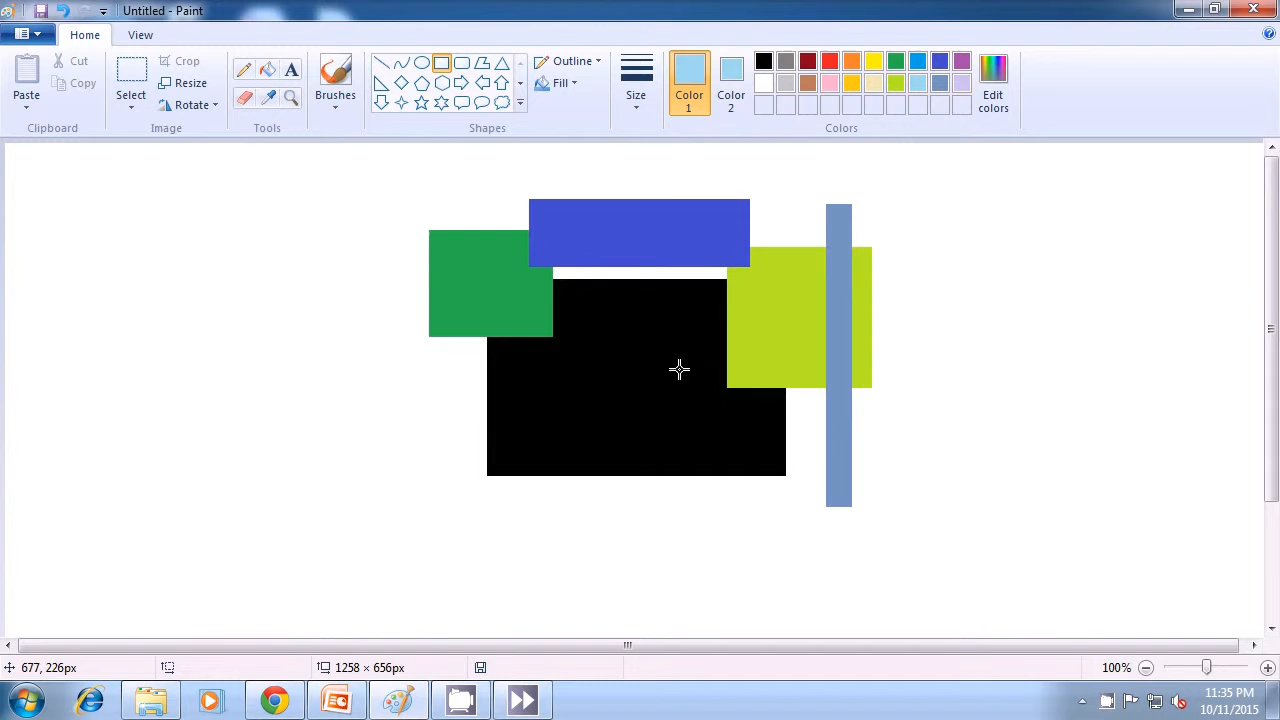 Untitled - Paint
Home
View
Paste
Cut
Copy
Clipboard
Select
Crop
Resize
Rotate
Image
A
Tools
Brushes
Shapes
Outline
Fill
Size
Color
1
Color
2
Edit
colors
Colors
677, 226px
1258 × 656px
100%
11:35 PM
10/11/2015